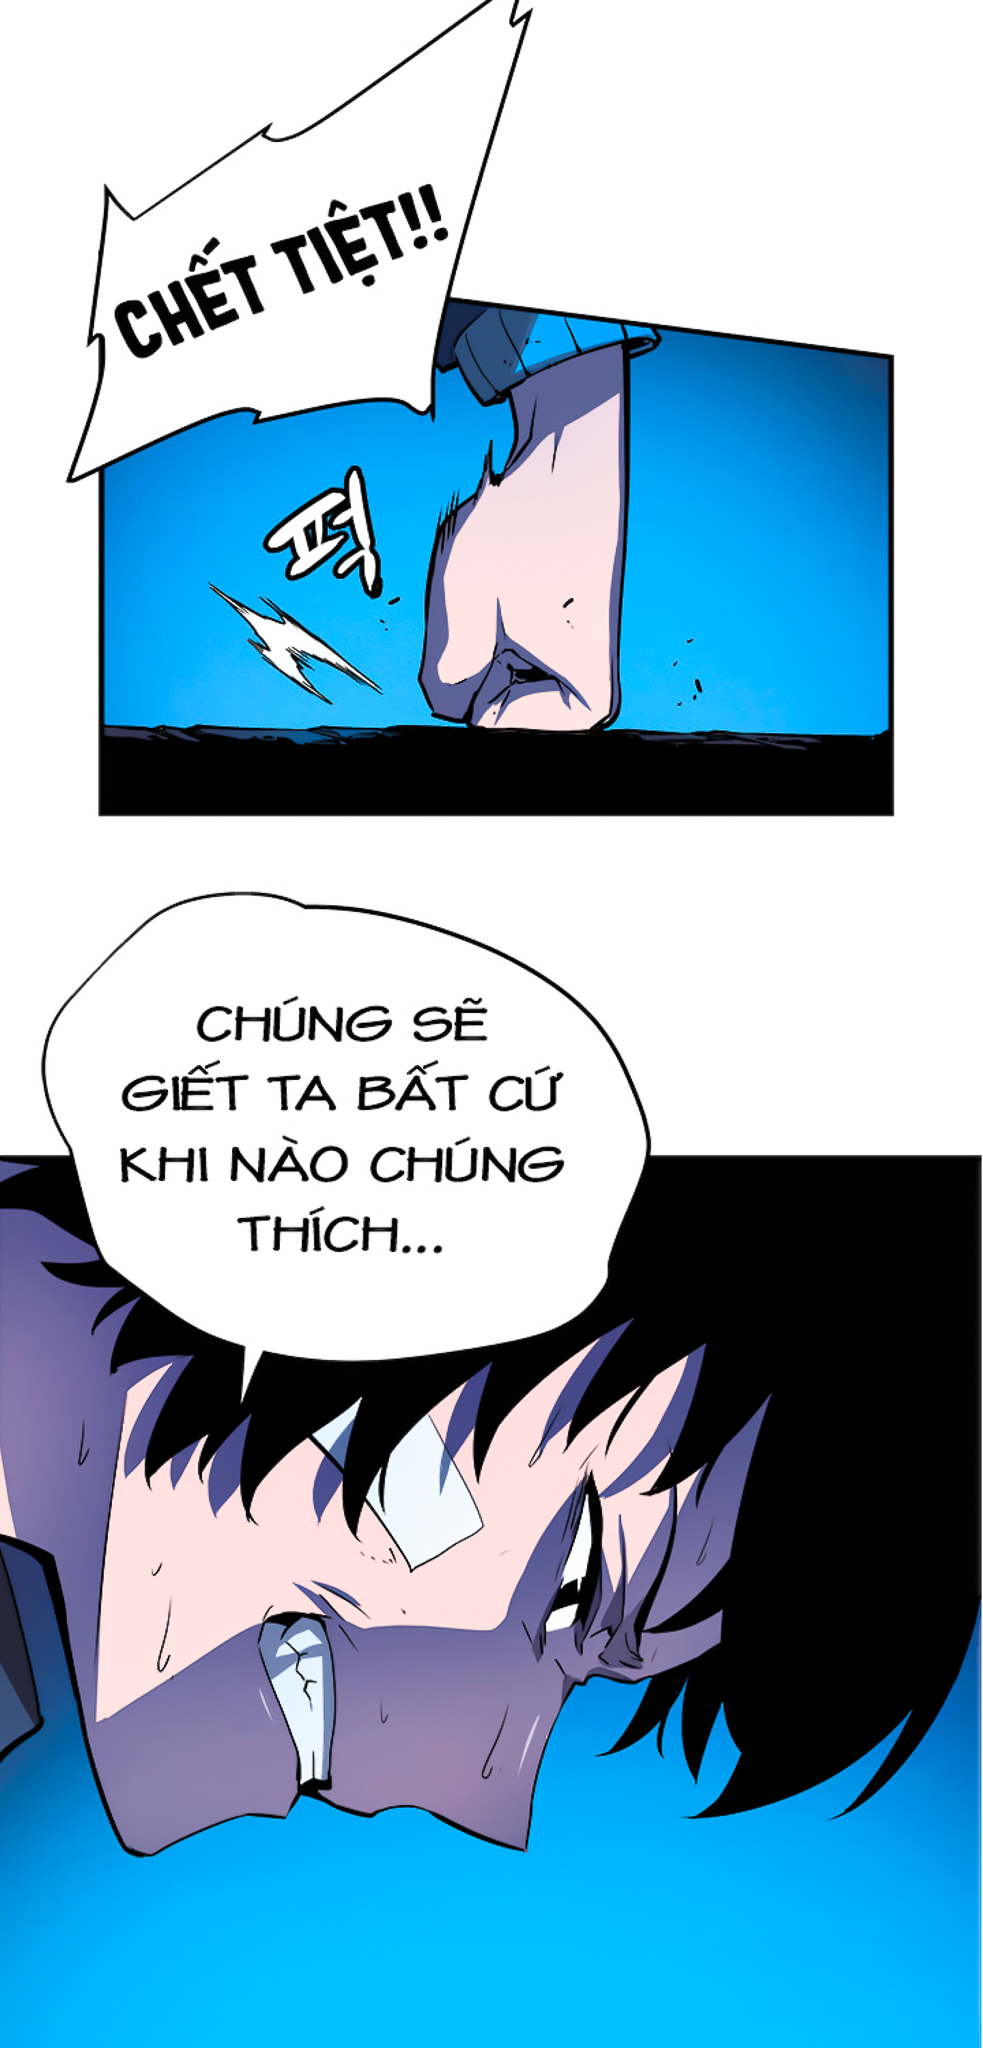 CHẾT TIỆT!!
퍽
CHÚNG SẼ
GIẾT TA BẤT CỨ
KHI NÀO CHÚNG
THÍCH...